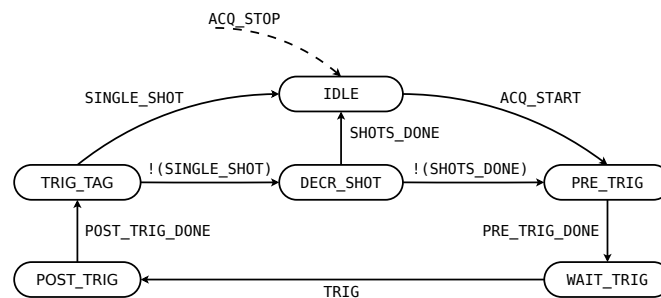 ACQ_STOP
SINGLE_SHOT
IDLE
ACQ_START
SHOTS_DONE
!(SINGLE_SHOT)
!(SHOTS_DONE)
TRIG_TAG
DECR_SHOT
PRE_TRIG
POST_TRIG_DONE
PRE_TRIG_DONE
POST_TRIG
WAIT_TRIG
TRIG